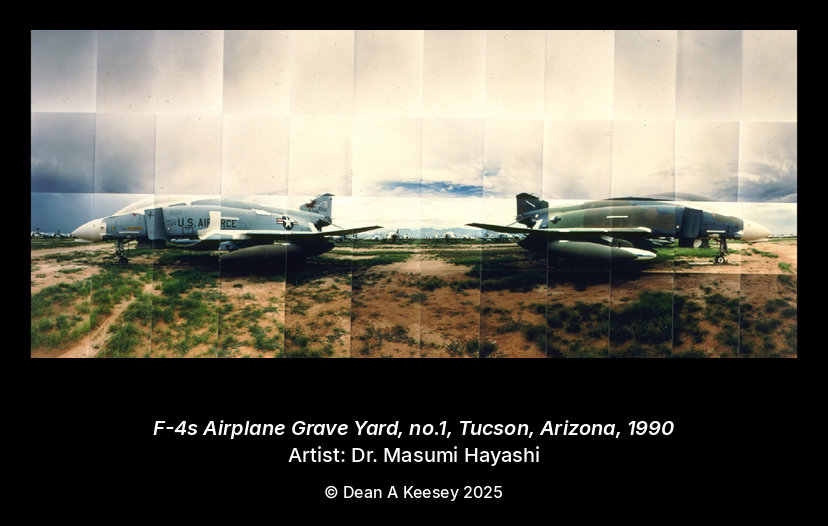 U.S. AIR FORCE
F-4s Airplane Grave Yard, no.1, Tucson, Arizona, 1990
Artist: Dr. Masumi Hayashi
© Dean A Keesey 2025